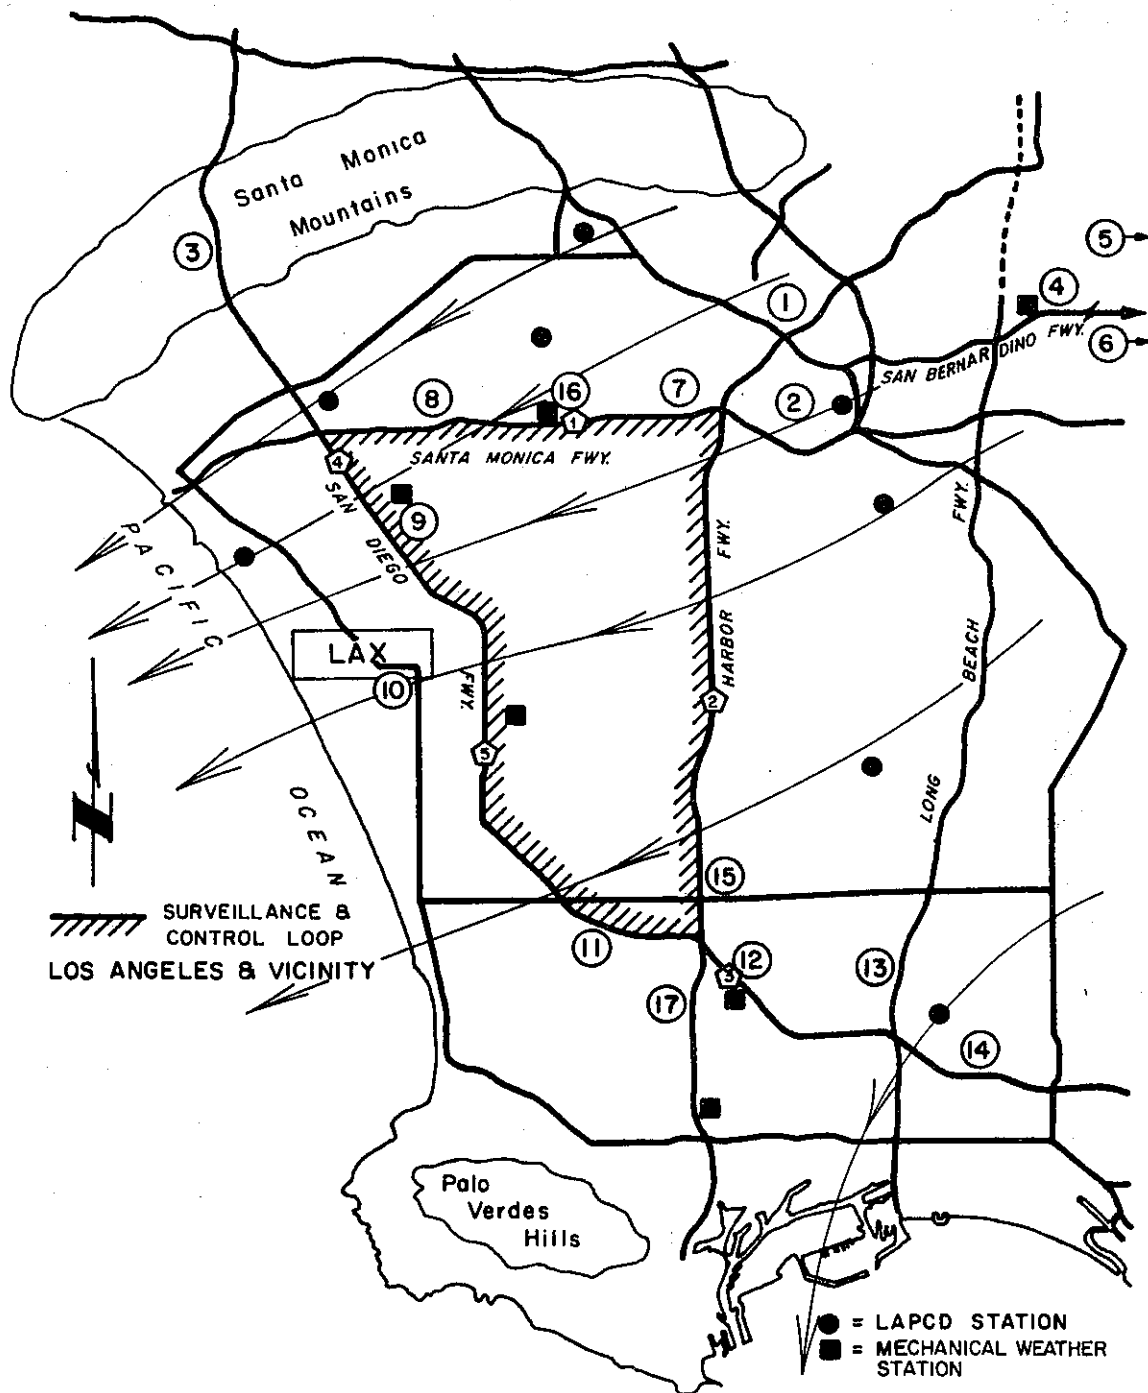 Santa Monica
Mountains
3
5
4
1
6
SAN BERNARDINO FWY.
16
7
8
2
1
SANTA MONICA FWY.
4
SAN DIEGO FWY.
9
PACIFIC OCEAN
HARBOR FWY.
LONG BEACH FWY.
LAX
10
2
5
15
SURVEILLANCE &
CONTROL LOOP
LOS ANGELES & VICINITY
11
12
3
13
17
14
Palo
Verdes
Hills
= LAPCD STATION
= MECHANICAL WEATHER
STATION